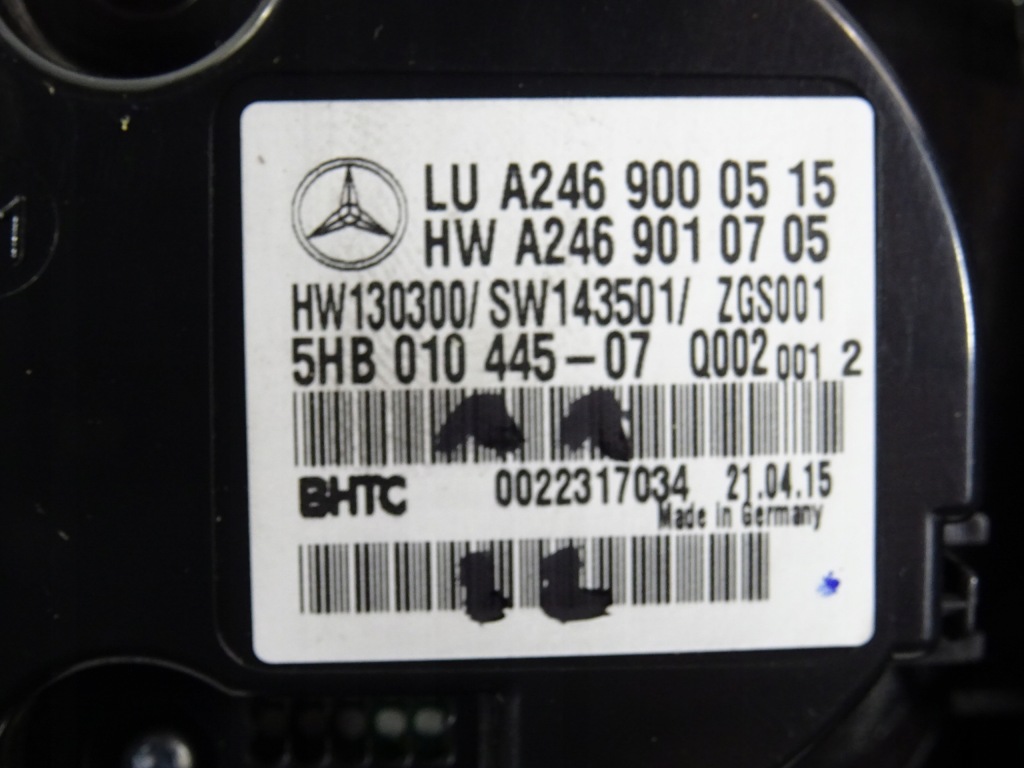 LU A246 900 05 15
HW A246 901 07 05
HW130300/ SW143501/ ZGS001
5HB 010 445-07 Q002 001 2
BHTC 0022317034 21.04.15
Made in Germany